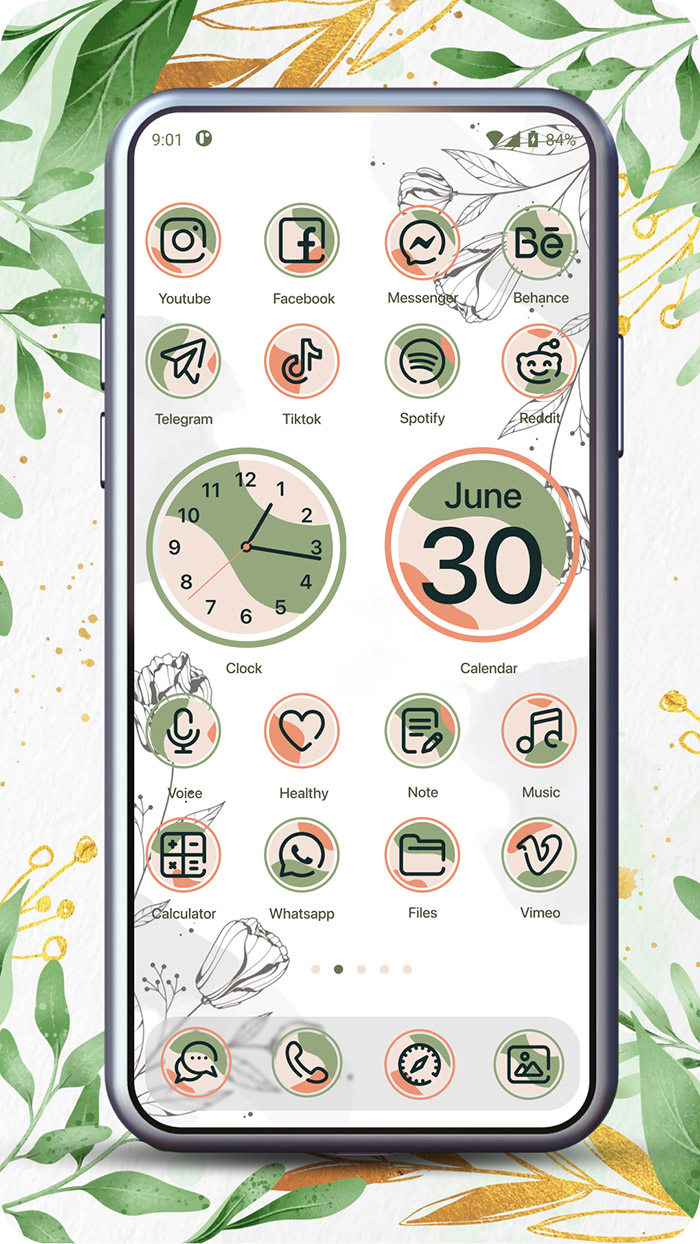 9:01 84%
Youtube Facebook Messenger Behance
Bē
Telegram Tiktok Spotify Reddit
12
11 1
10 2
9 3
8 4
7 5
6
June
30
Clock Calendar
Voice Healthy Note Music
Calculator Whatsapp Files Vimeo